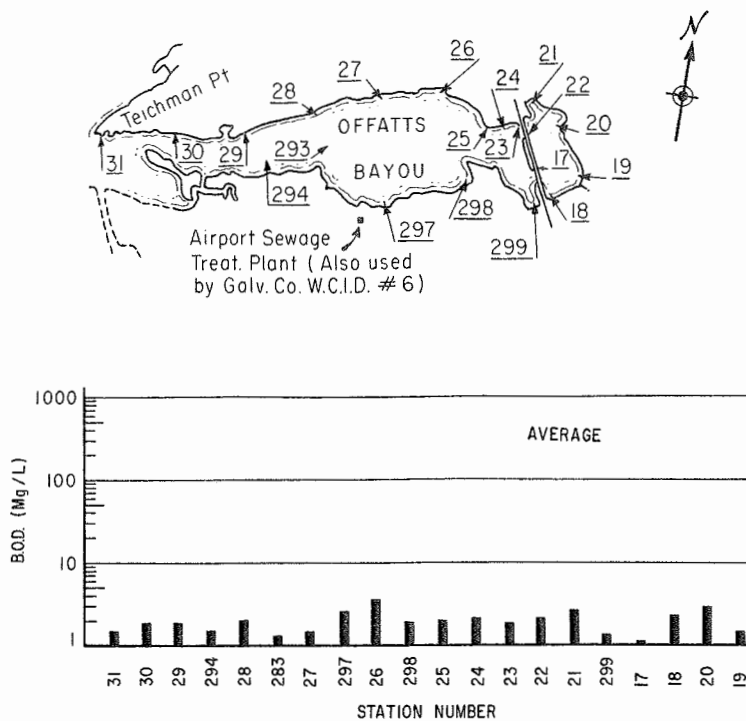 N
Teichman Pt
26
27
21
24
22
28
OFFATTS
BAYOU
25
23
20
31
30
29
293
17
19
294
298
18
297
299
Airport Sewage
Treat. Plant (Also used
by Galv. Co. W.C.I.D. #6)
1000
AVERAGE
100
B.O.D. (Mg/L)
10
1
31 30 29 294 28 283 27 297 26 298 25 24 23 22 21 299 17 18 20 19
STATION NUMBER